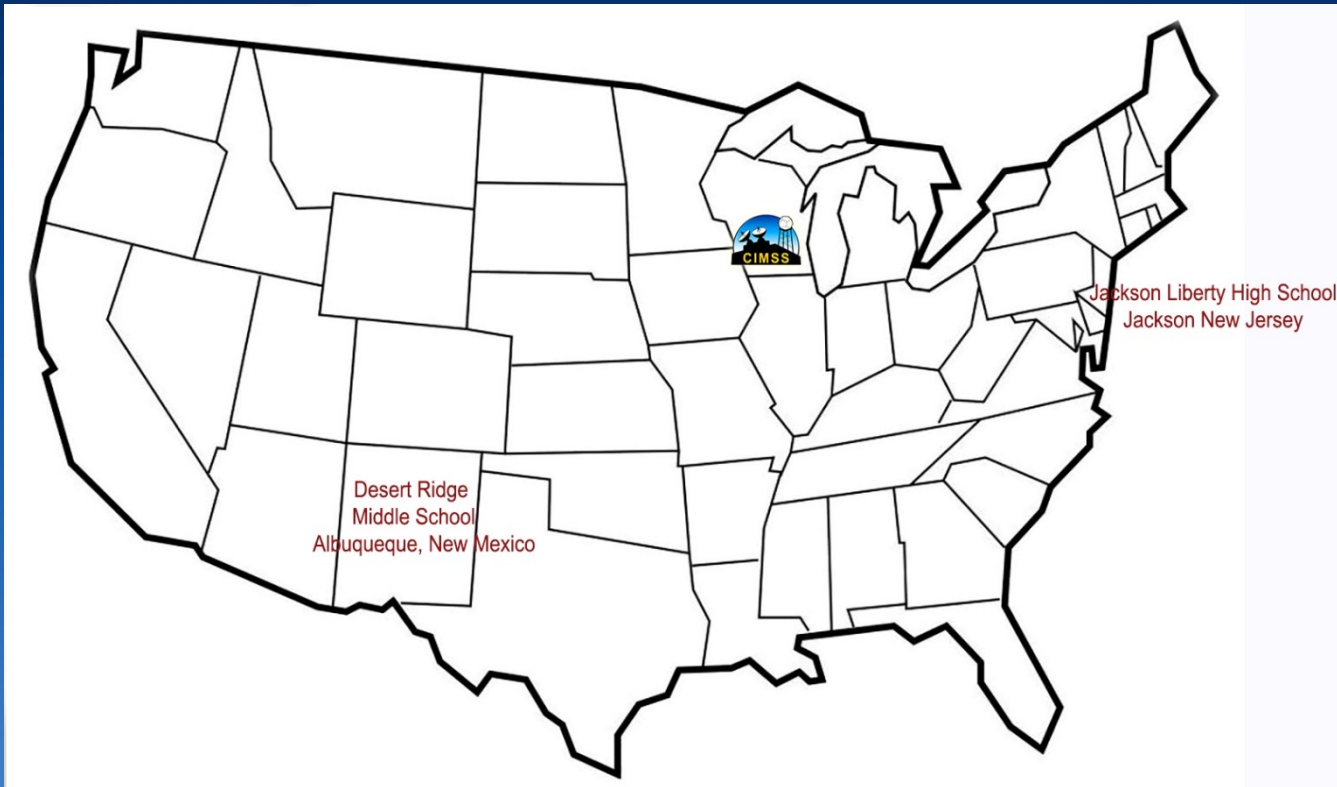 CIMSS
Jackson Liberty High School
Jackson New Jersey
Desert Ridge
Middle School
Albuqueque, New Mexico